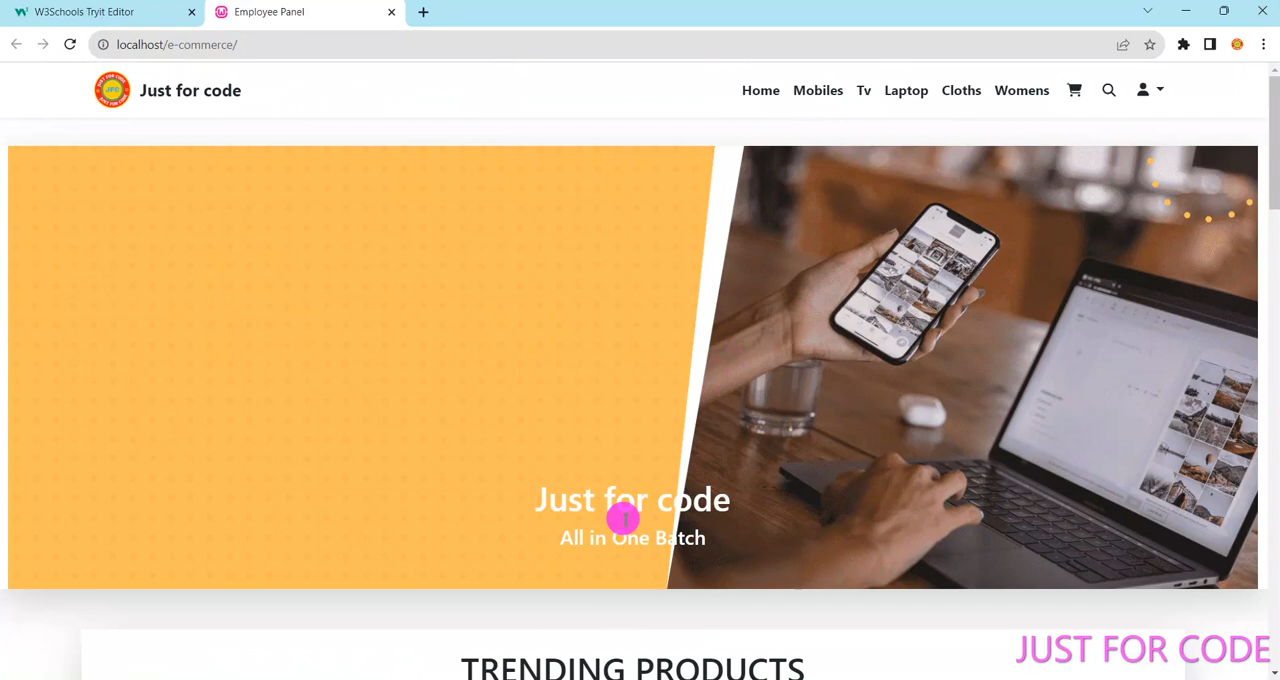 W3Schools Tryit Editor
Employee Panel
localhost/e-commerce/
JFC
Just for code
Home Mobiles Tv Laptop Cloths Womens
Just for code
All in One Batch
TRENDING PRODUCTS
JUST FOR CODE